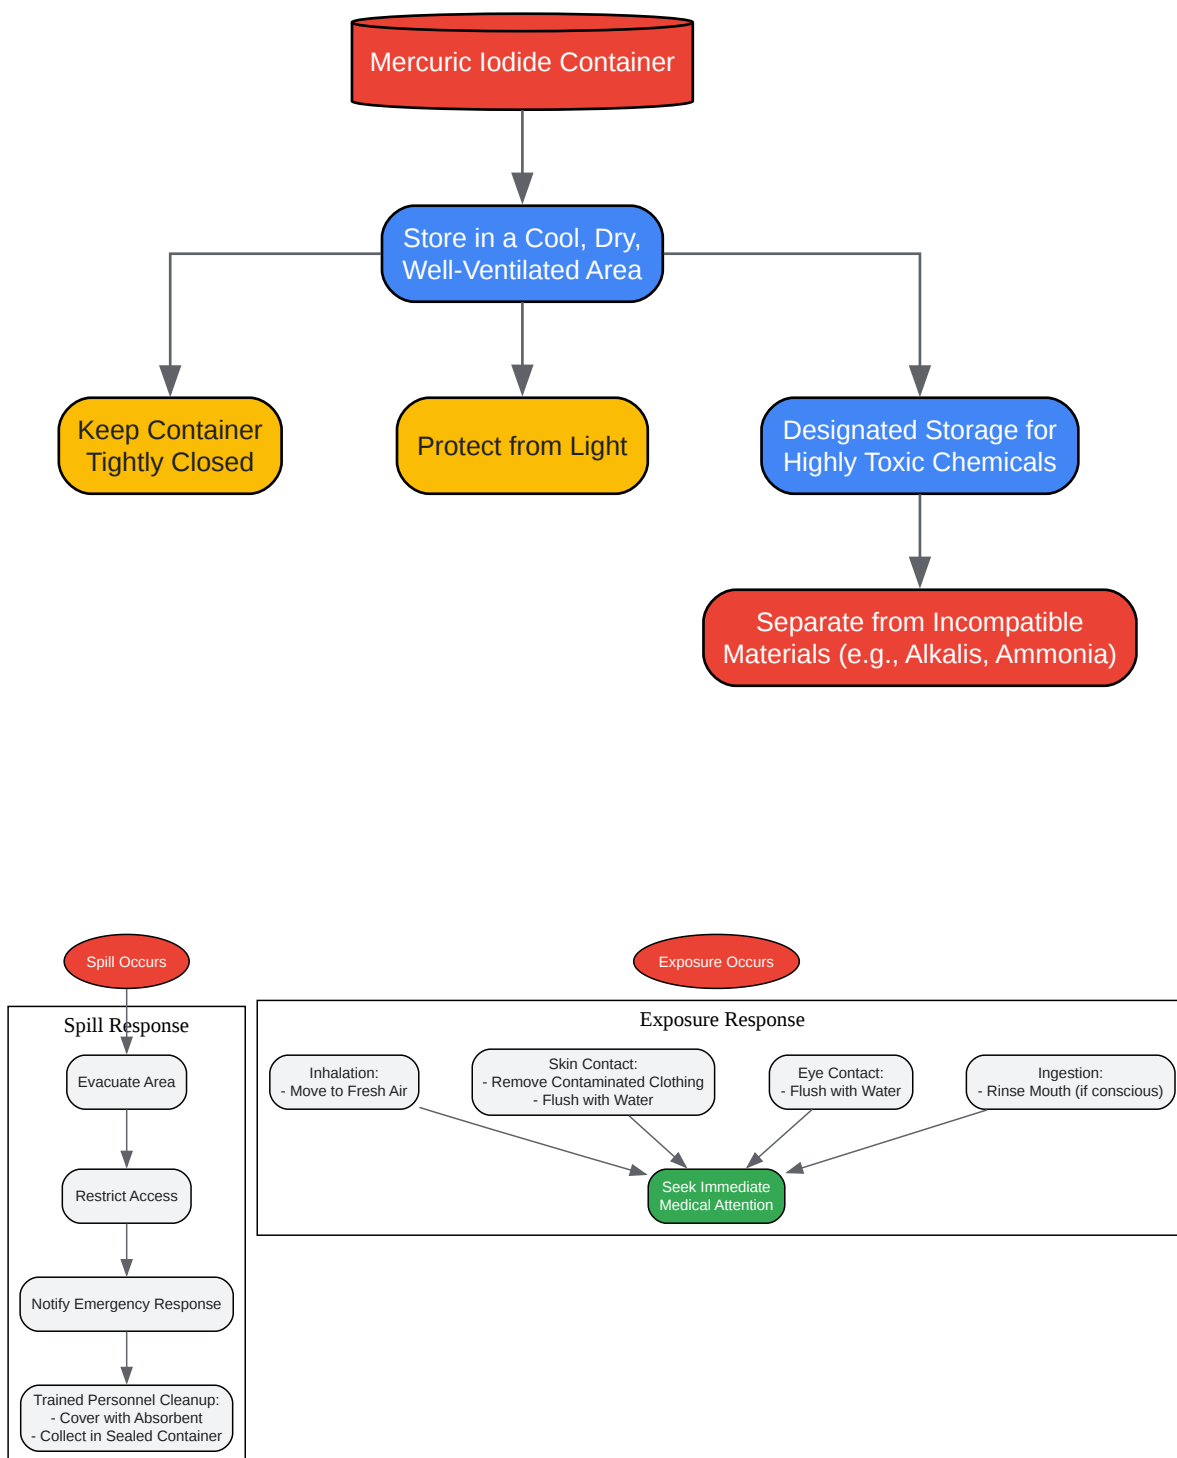 Mercuric Iodide Container
Store in a Cool, Dry,
Well-Ventilated Area
Keep Container
Tightly Closed
Protect from Light
Designated Storage for
Highly Toxic Chemicals
Separate from Incompatible
Materials (e.g., Alkalis, Ammonia)
Spill Occurs
Spill Response
Evacuate Area
Restrict Access
Notify Emergency Response
Trained Personnel Cleanup:
- Cover with Absorbent
- Collect in Sealed Container
Exposure Occurs
Exposure Response
Inhalation:
- Move to Fresh Air
Skin Contact:
- Remove Contaminated Clothing
- Flush with Water
Eye Contact:
- Flush with Water
Ingestion:
- Rinse Mouth (if conscious)
Seek Immediate
Medical Attention